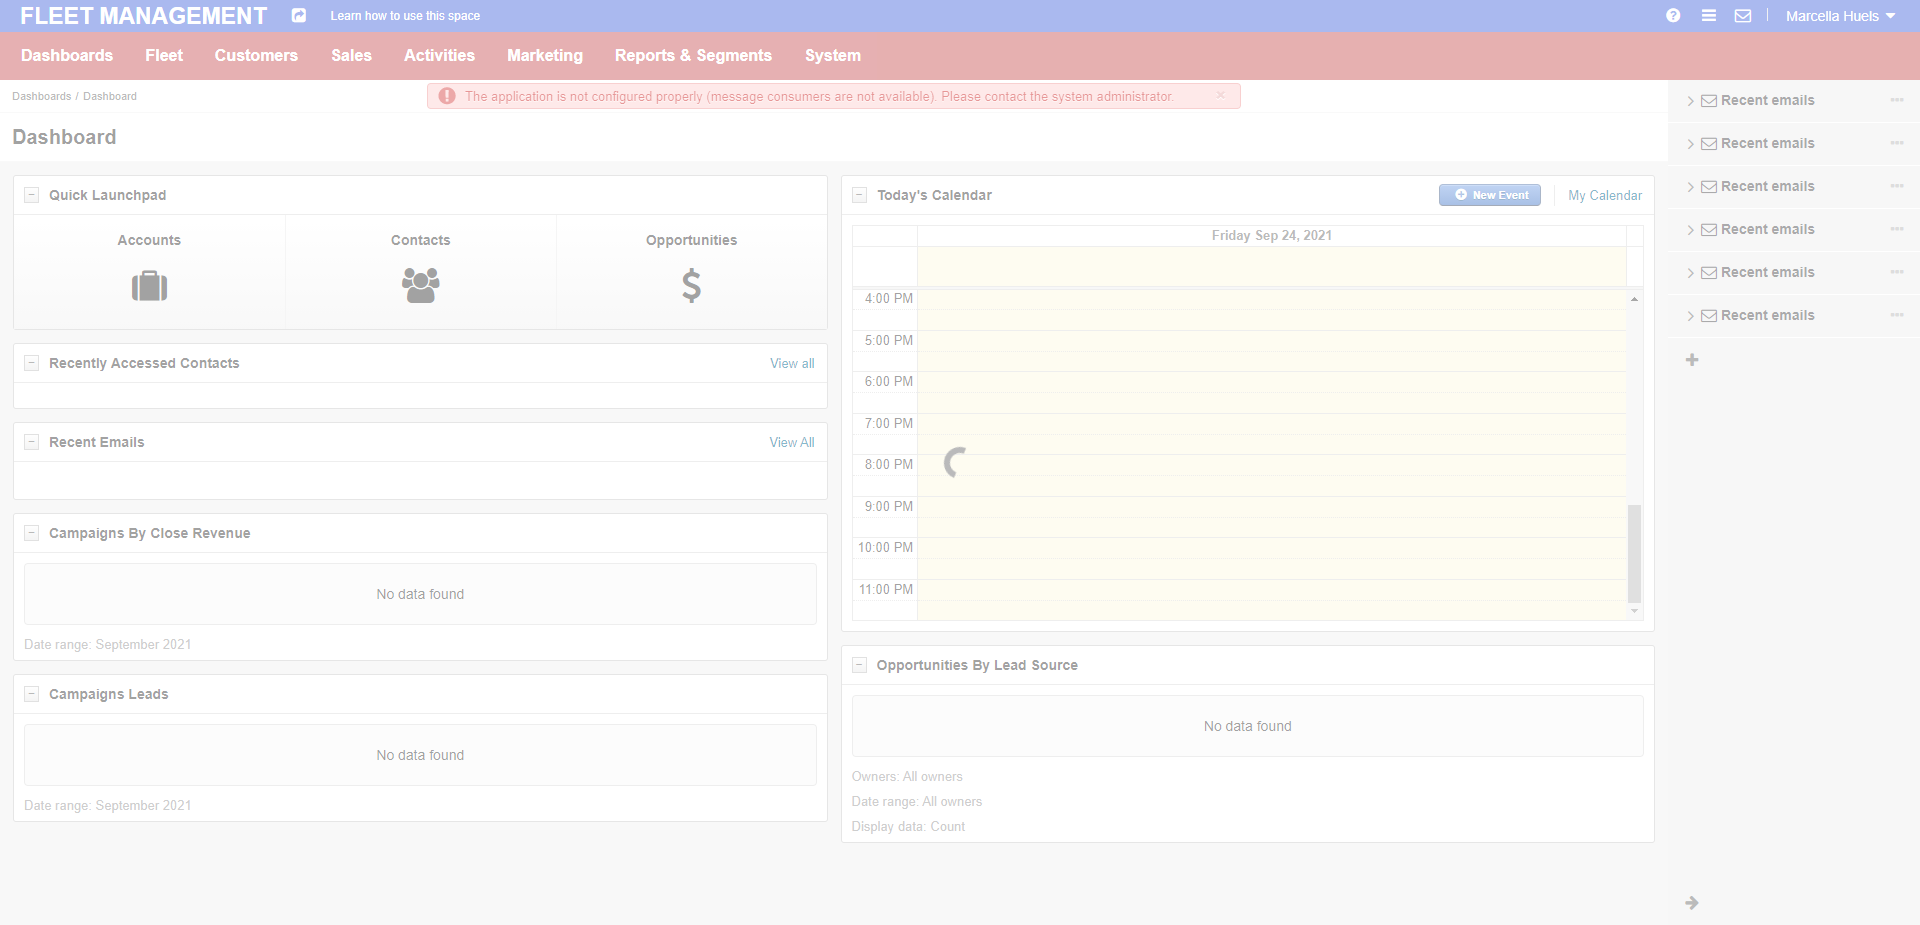 FLEET MANAGEMENT
Learn how to use this space
Marcella Huels
Dashboards Fleet Customers Sales Activities Marketing Reports & Segments System
Dashboards / Dashboard
The application is not configured properly (message consumers are not available). Please contact the system administrator.
Dashboard
Quick Launchpad
Accounts
Contacts
Opportunities
Recently Accessed Contacts
View all
Recent Emails
View All
Campaigns By Close Revenue
No data found
Date range: September 2021
Campaigns Leads
No data found
Date range: September 2021
Today's Calendar
New Event
My Calendar
Friday Sep 24, 2021
4:00 PM
5:00 PM
6:00 PM
7:00 PM
8:00 PM
9:00 PM
10:00 PM
11:00 PM
Opportunities By Lead Source
No data found
Owners: All owners
Date range: All owners
Display data: Count
Recent emails
Recent emails
Recent emails
Recent emails
Recent emails
Recent emails